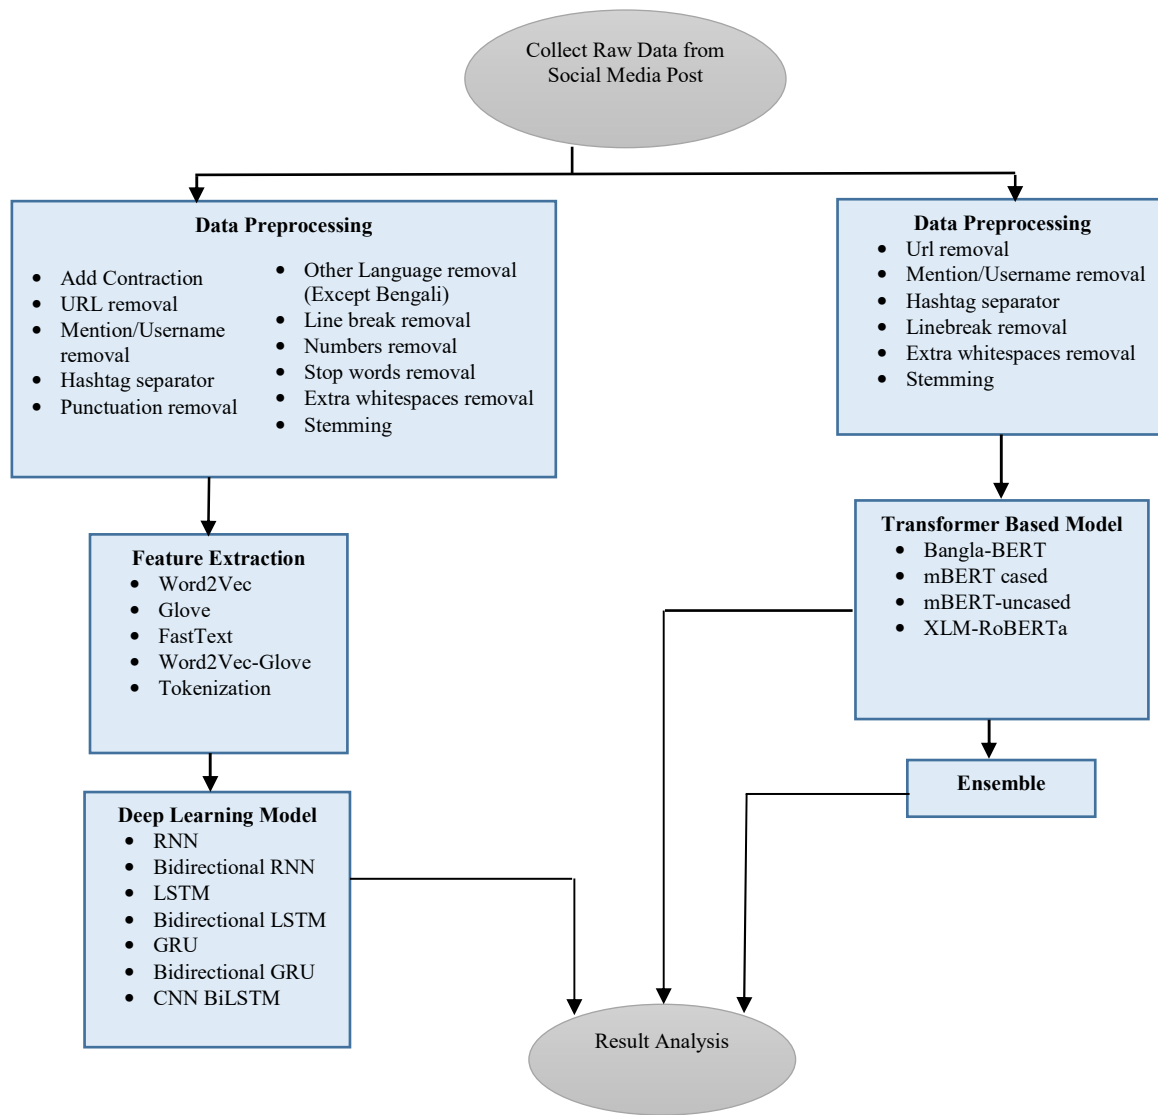 Collect Raw Data from
Social Media Post
Data Preprocessing
• Add Contraction
• URL removal
• Mention/Username
removal
• Hashtag separator
• Punctuation removal
• Other Language removal
(Except Bengali)
• Line break removal
• Numbers removal
• Stop words removal
• Extra whitespaces removal
• Stemming
Data Preprocessing
• Url removal
• Mention/Username removal
• Hashtag separator
• Linebreak removal
• Extra whitespaces removal
• Stemming
Feature Extraction
• Word2Vec
• Glove
• FastText
• Word2Vec-Glove
• Tokenization
Transformer Based Model
• Bangla-BERT
• mBERT cased
• mBERT-uncased
• XLM-RoBERTa
Ensemble
Deep Learning Model
• RNN
• Bidirectional RNN
• LSTM
• Bidirectional LSTM
• GRU
• Bidirectional GRU
• CNN BiLSTM
Result Analysis